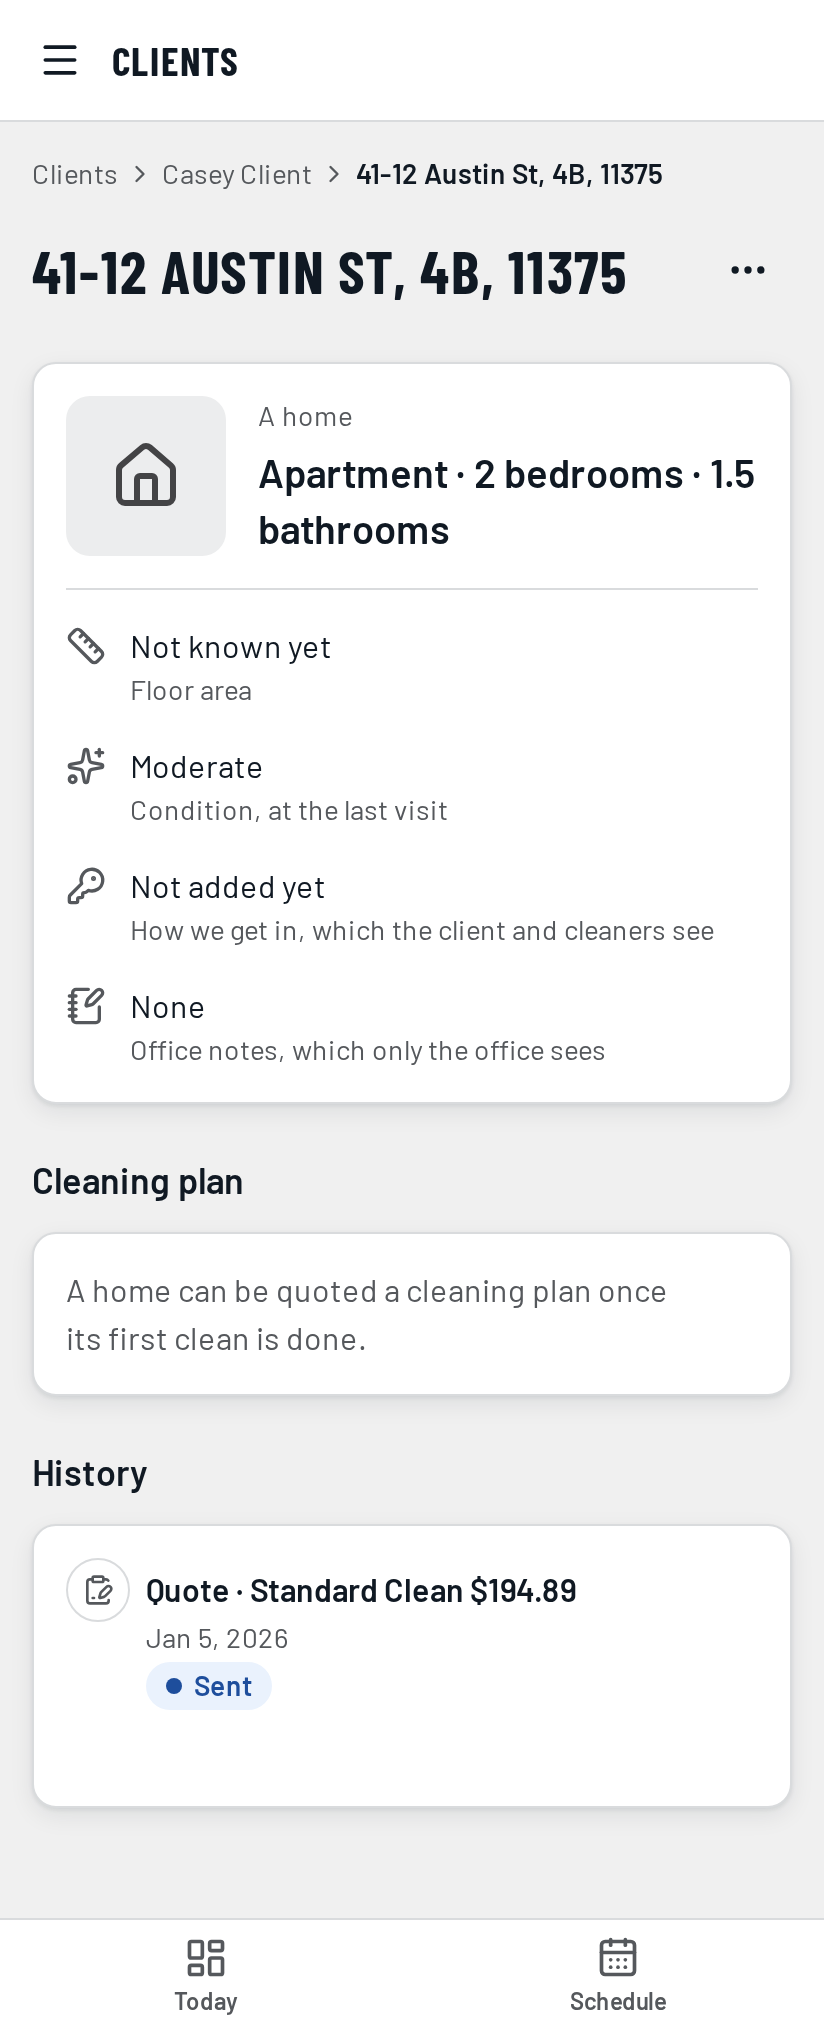 CLIENTS
Clients > Casey Client > 41-12 Austin St, 4B, 11375
41-12 AUSTIN ST, 4B, 11375
A home
Apartment · 2 bedrooms · 1.5
bathrooms
Not known yet
Floor area
Moderate
Condition, at the last visit
Not added yet
How we get in, which the client and cleaners see
None
Office notes, which only the office sees
Cleaning plan
A home can be quoted a cleaning plan once
its first clean is done.
History
Quote · Standard Clean $194.89
Jan 5, 2026
Sent
Today
Schedule